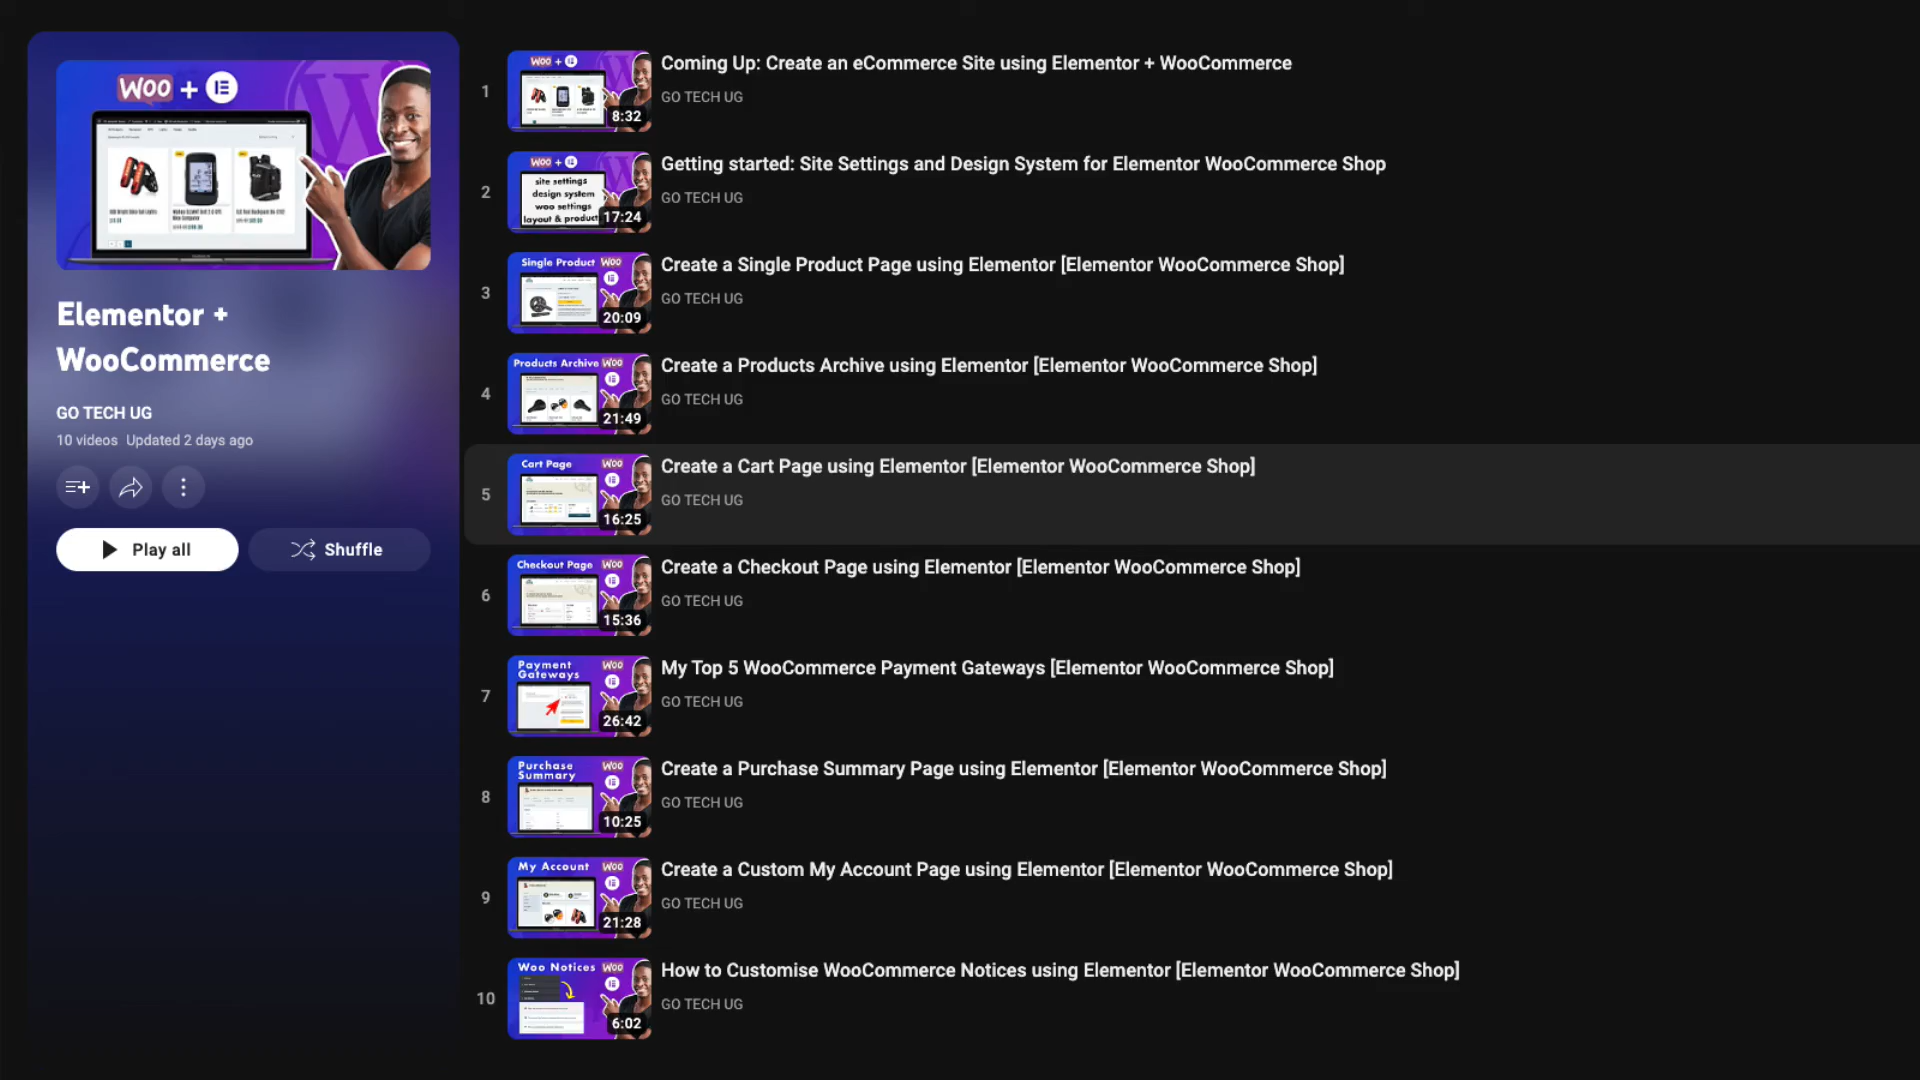 WOO +
Elementor +
WooCommerce
GO TECH UG
10 videos Updated 2 days ago
Play all
Shuffle
1
WOO +
8:32
Coming Up: Create an eCommerce Site using Elementor + WooCommerce
GO TECH UG
2
WOO +
site settings
design system
woo settings
layout & product
17:24
Getting started: Site Settings and Design System for Elementor WooCommerce Shop
GO TECH UG
3
Single Product WOO
20:09
Create a Single Product Page using Elementor [Elementor WooCommerce Shop]
GO TECH UG
4
Products Archive WOO
21:49
Create a Products Archive using Elementor [Elementor WooCommerce Shop]
GO TECH UG
5
Cart Page WOO
16:25
Create a Cart Page using Elementor [Elementor WooCommerce Shop]
GO TECH UG
6
Checkout Page WOO
15:36
Create a Checkout Page using Elementor [Elementor WooCommerce Shop]
GO TECH UG
7
Payment WOO
Gateways
26:42
My Top 5 WooCommerce Payment Gateways [Elementor WooCommerce Shop]
GO TECH UG
8
Purchase WOO
Summary
10:25
Create a Purchase Summary Page using Elementor [Elementor WooCommerce Shop]
GO TECH UG
9
My Account WOO
21:28
Create a Custom My Account Page using Elementor [Elementor WooCommerce Shop]
GO TECH UG
10
Woo Notices WOO
6:02
How to Customise WooCommerce Notices using Elementor [Elementor WooCommerce Shop]
GO TECH UG